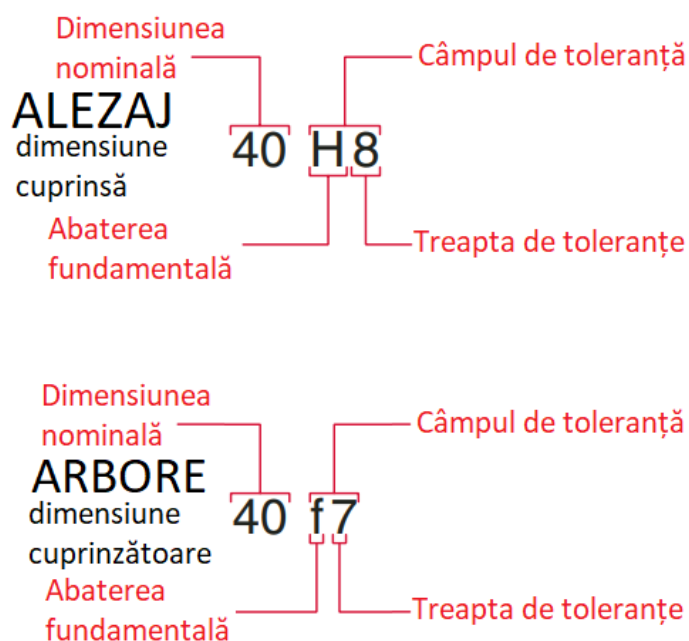 Dimensiunea
nominală
Câmpul de toleranță
ALEZAJ
dimensiune
cuprinsă
40 H8
Abaterea
fundamentală
Treapta de toleranțe
Dimensiunea
nominală
Câmpul de toleranță
ARBORE
dimensiune
cuprinzătoare
40 f7
Abaterea
fundamentală
Treapta de toleranțe